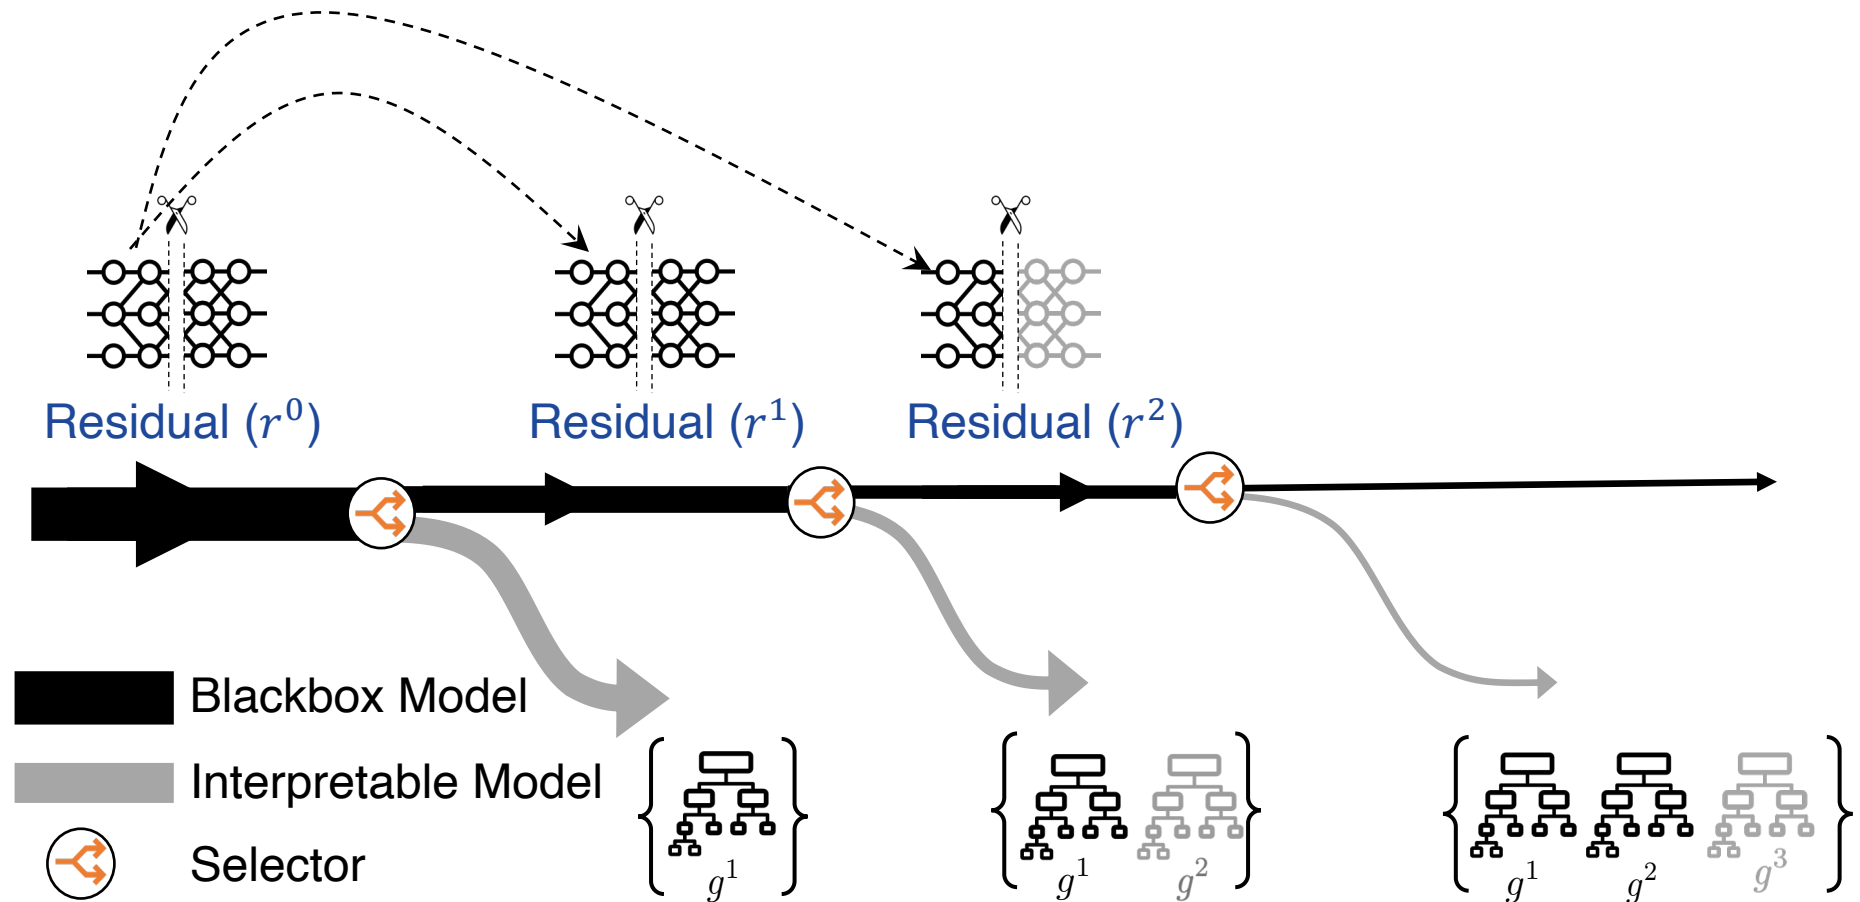 Residual (r⁰)
Residual (r¹)
Residual (r²)
Blackbox Model
Interpretable Model
Selector
g¹
g¹ g²
g¹ g² g³